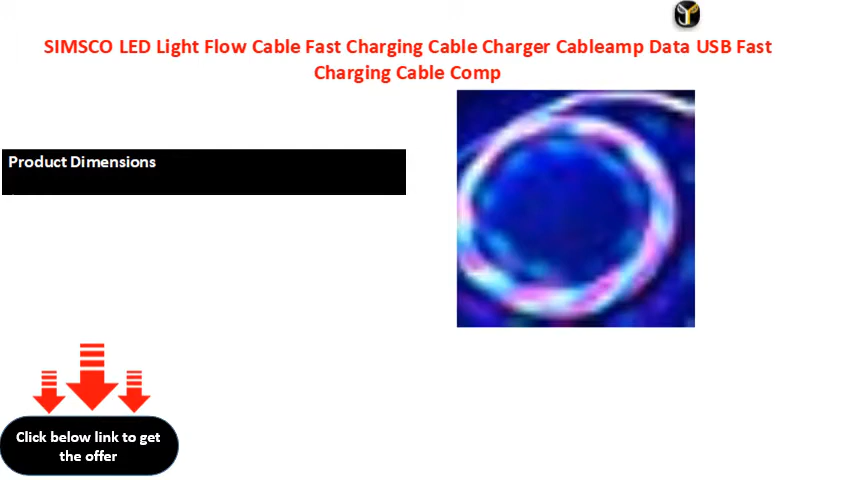 SIMSCO LED Light Flow Cable Fast Charging Cable Charger Cableamp Data USB Fast
Charging Cable Comp
Product Dimensions
Click below link to get
the offer